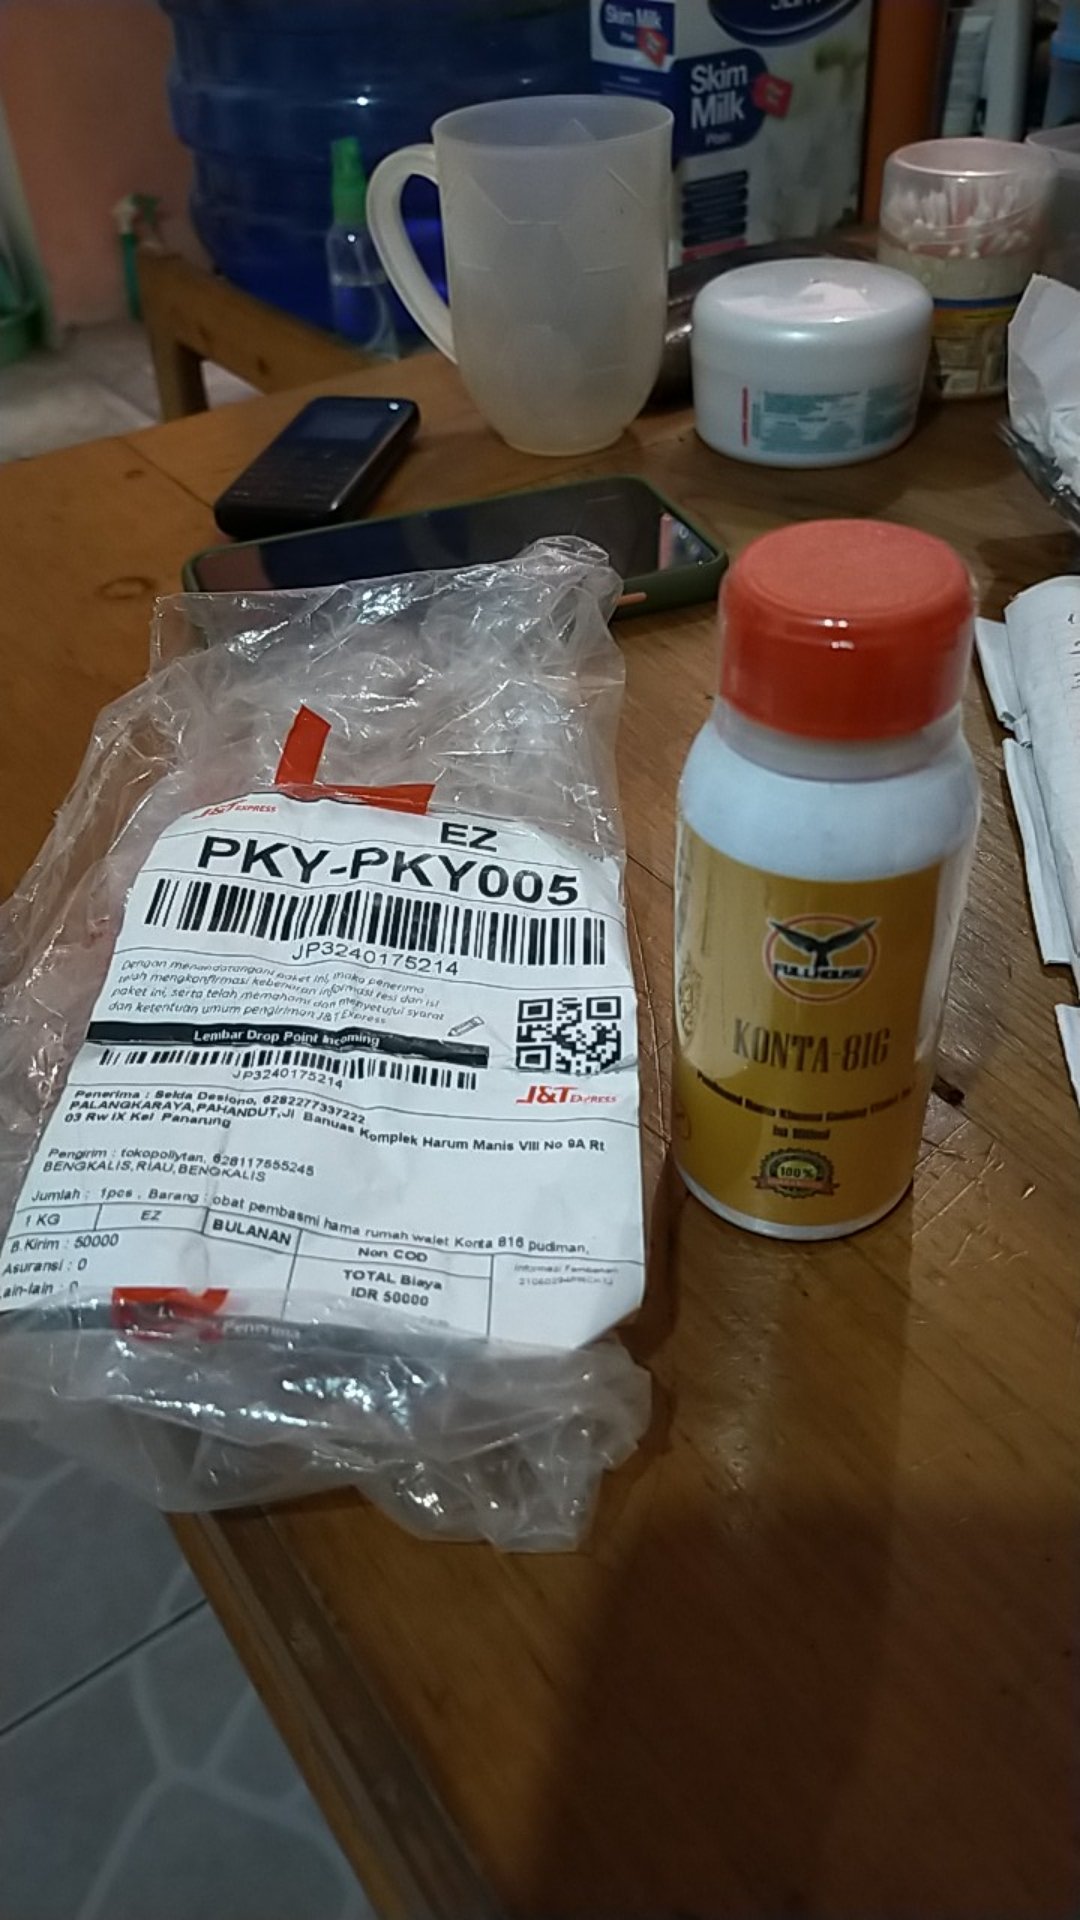 Skim Milk
Skim
Milk
Plain
J&T EXPRESS
EZ
PKY-PKY005
JP3240175214
Dengan menandatangani paket ini, maka penerima
telah mengkonfirmasi kebenaran informasi resi dan isi
paket ini, serta telah memahami dan menyetujui syarat
dan ketentuan umum pengiriman J&T Express
Lembar Drop Point Incoming
JP3240175214
J&T EXPRESS
Penerima : Selda Desiono, 6282277337222
PALANGKARAYA,PAHANDUT,Jl Banuas Komplek Harum Manis VIII No 9A Rt
03 Rw IX Kel Panarung
Pengirim : tokopollytan, 628117555245
BENGKALIS,RIAU,BENGKALIS
Jumlah : 1pcs , Barang : obat pembasmi hama rumah walet Konta 816 pudiman,
1 KG EZ BULANAN Non COD
B.Kirim : 50000
Asuransi : 0
ain-lain : 0
TOTAL Biaya
IDR 50000
Penerima
FULLHOUSE
KONTA-816
100%